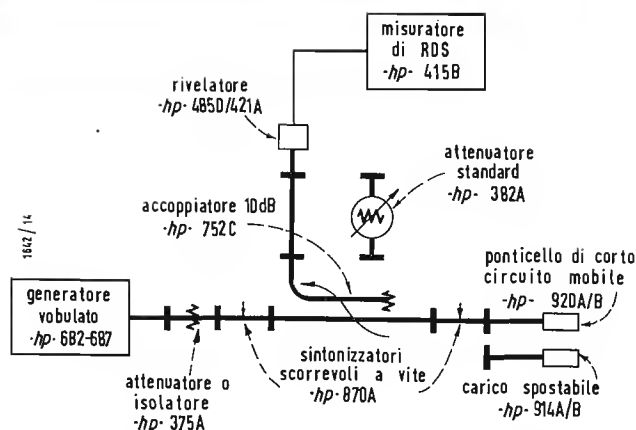 misuratore
di RDS
-hp- 415B
rivelatore
-hp- 485D/421A
attenuatore
standard
-hp- 382A
accoppiatore 10dB
-hp- 752C
1642/14
ponticello di corto
circuito mobile
-hp- 920A/B
generatore
vobulato
-hp- 682-687
sintonizzatori
scorrevoli a vite
-hp- 870A
attenuatore o
isolatore
-hp- 375A
carico spostabile
-hp- 914A/B